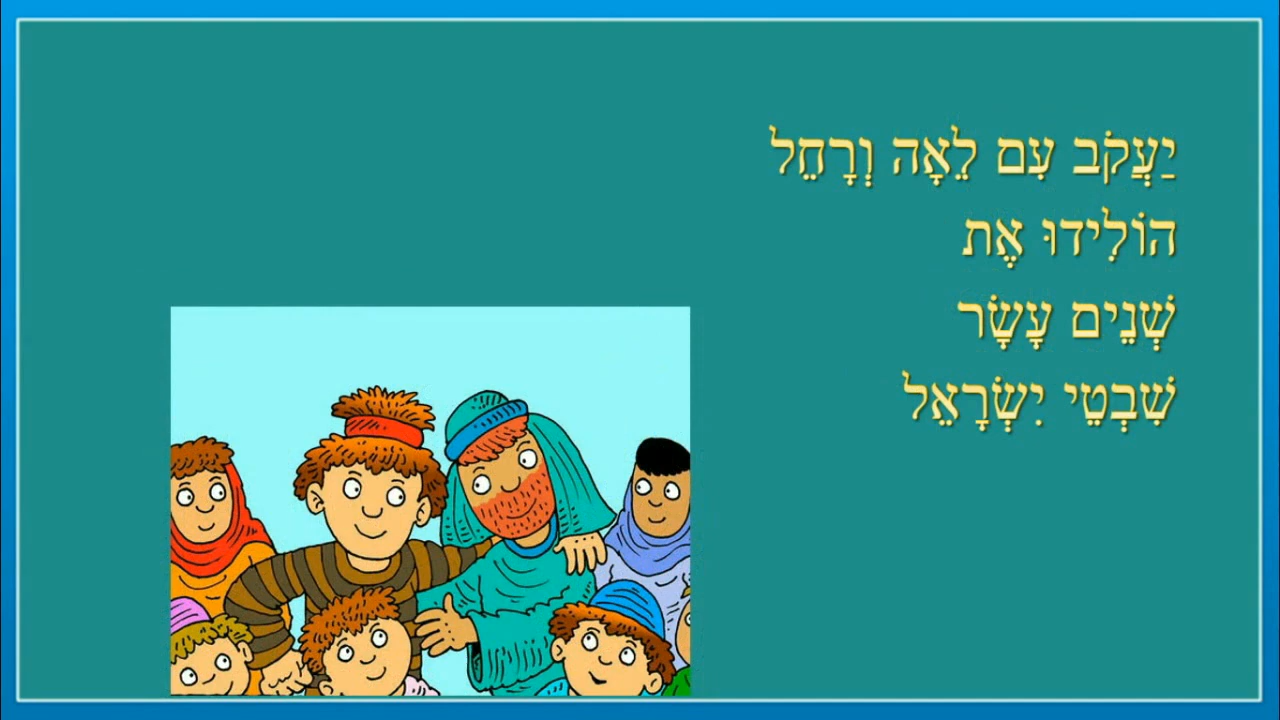 יַעֲקֹב עִם לֵאָה וְרָחֵל
הוֹלִידוּ אֶת
שְׁנֵים עָשָׂר
שִׁבְטֵי יִשְׂרָאֵל